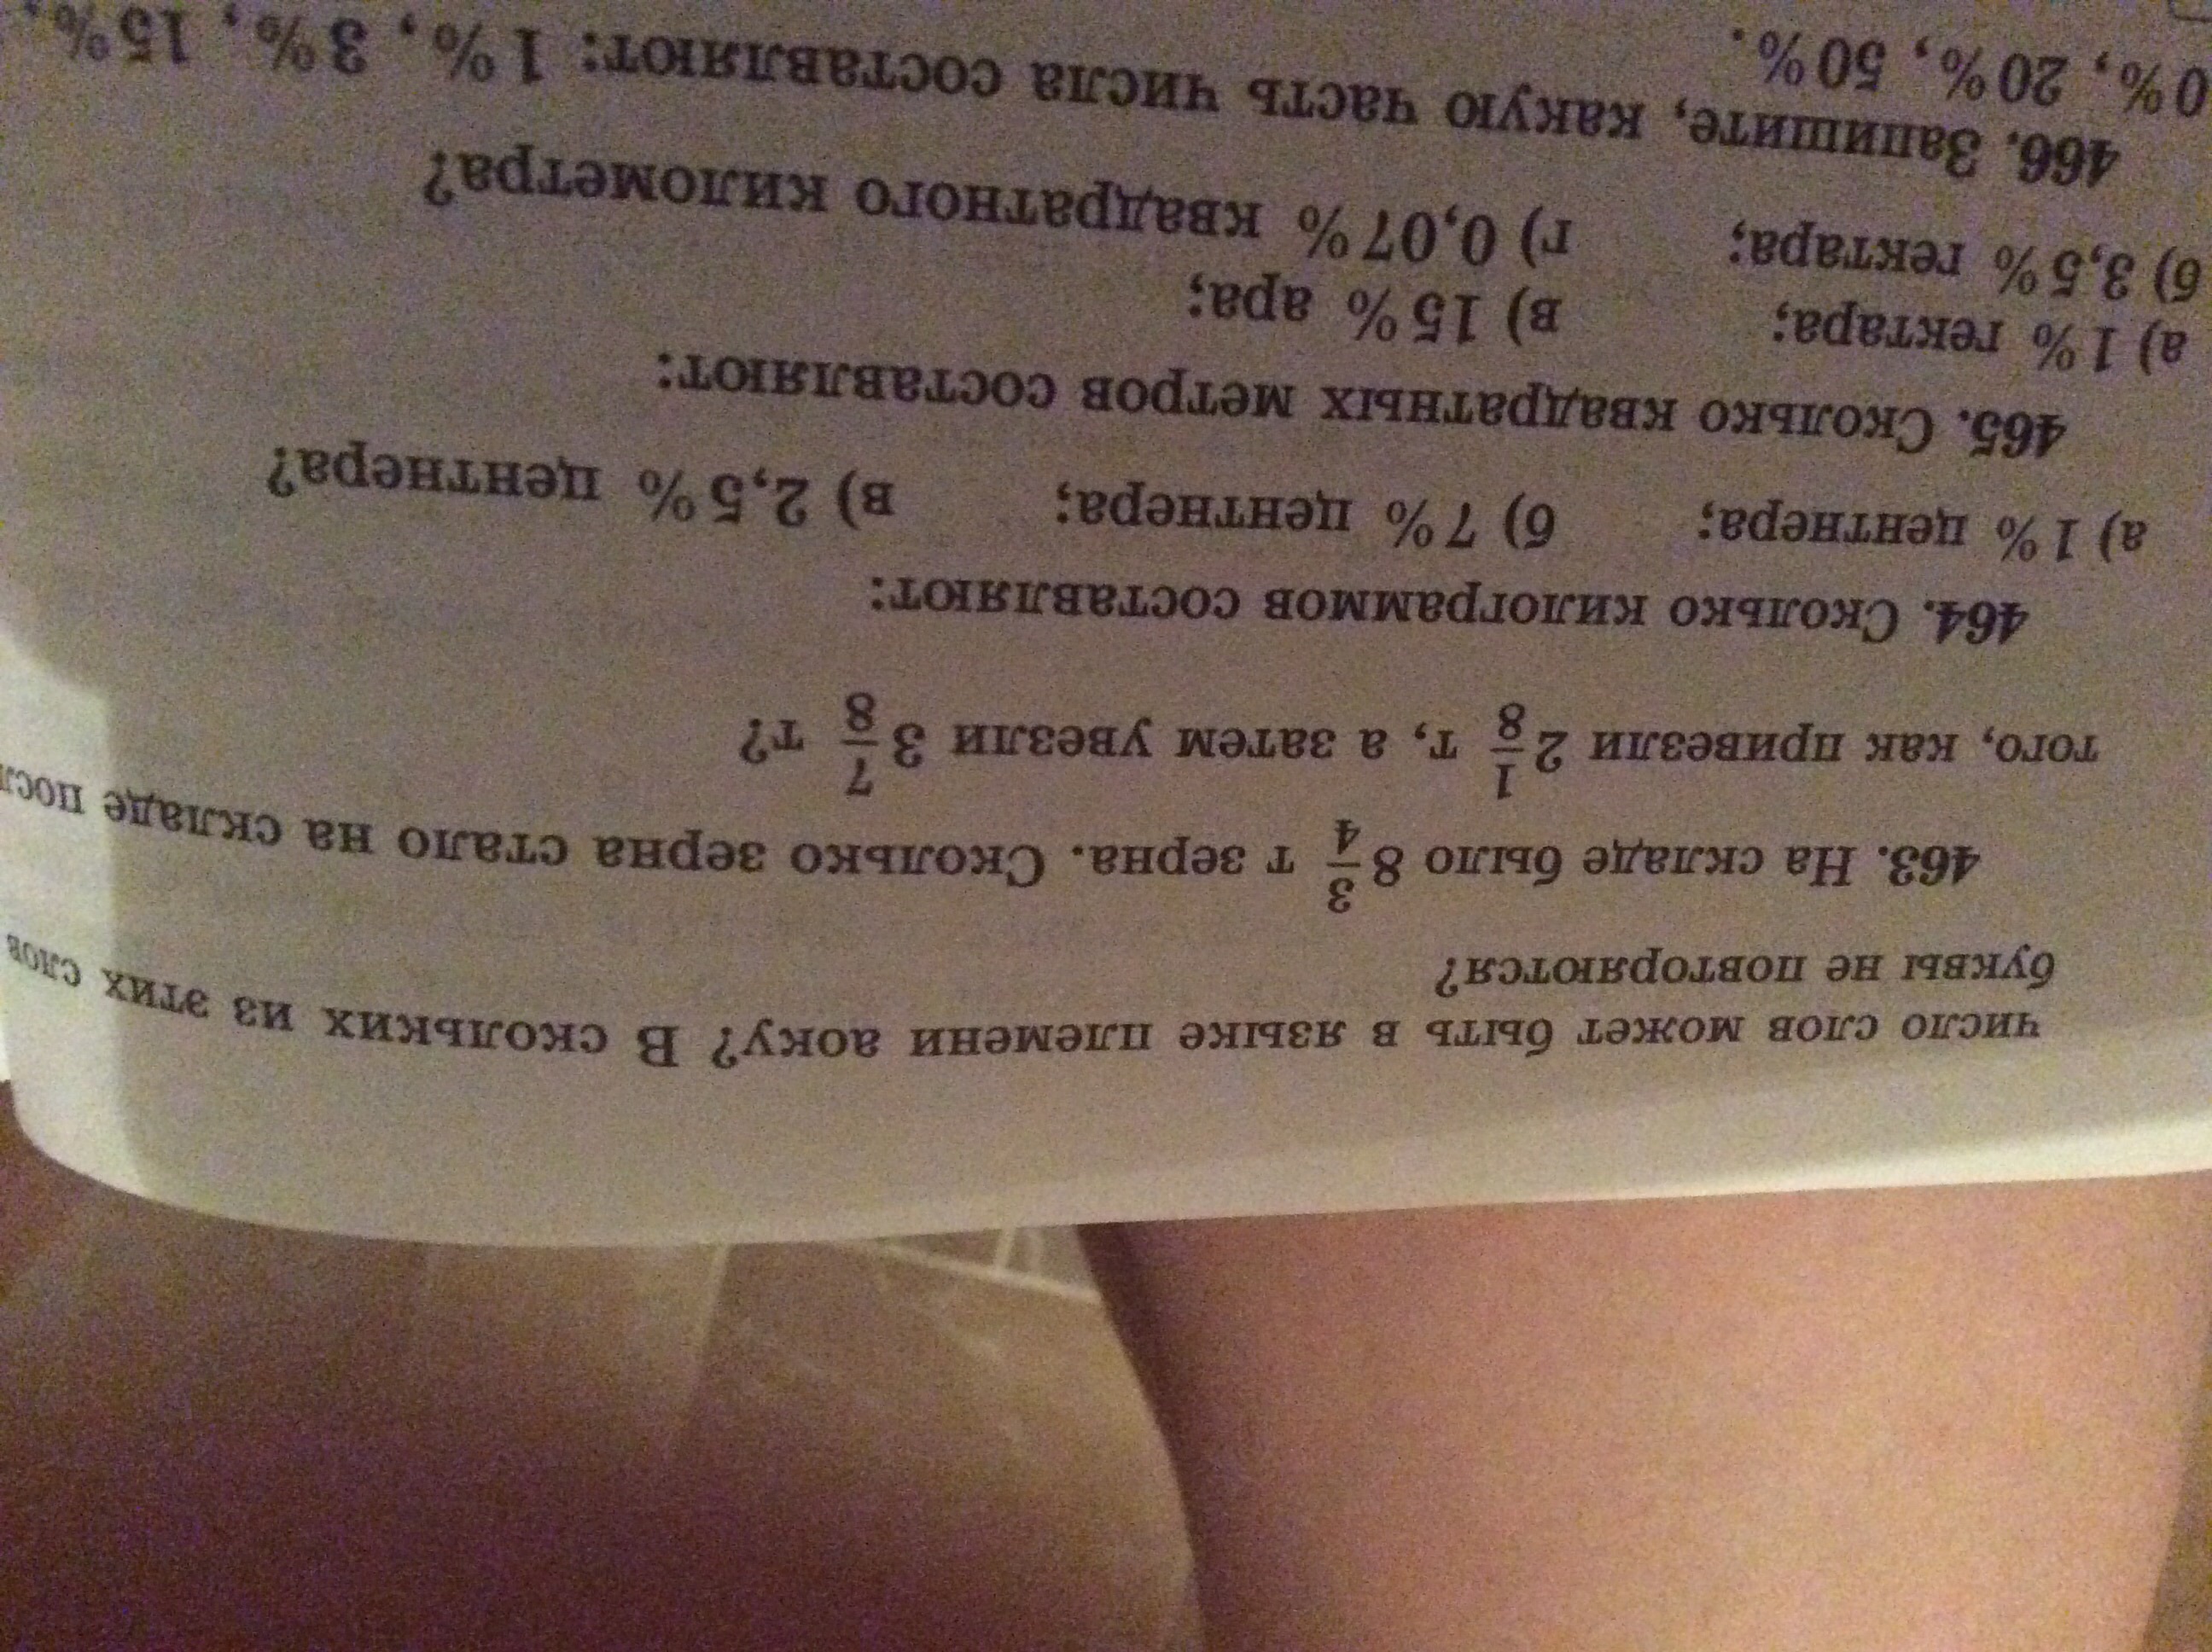 число слов может быть в языке племени аоку? В скольких из этих слов
буквы не повторяются?
463. На складе было 8 3/4 т зерна. Сколько зерна стало на складе
того, как привезли 2 1/8 т, а затем увезли 3 7/8 т?
464. Сколько килограммов составляют:
а) 1% центнера; б) 7% центнера; в) 2,5% центнера?
465. Сколько квадратных метров составляют:
а) 1% гектара; в) 15% ара;
б) 3,5% гектара; г) 0,07% квадратного километра?
466. Запишите, какую часть числа составляют: 1%, 3%, 15%,
0%, 20%, 50%.